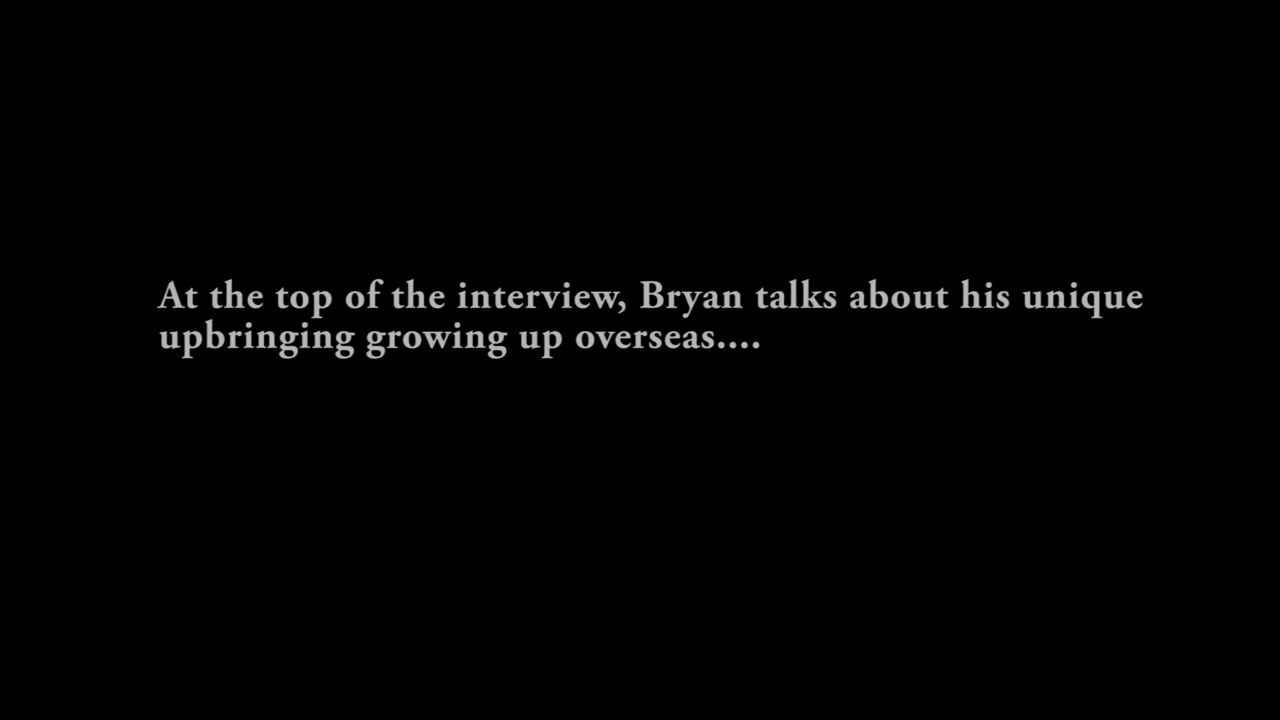 At the top of the interview, Bryan talks about his unique
upbringing growing up overseas....